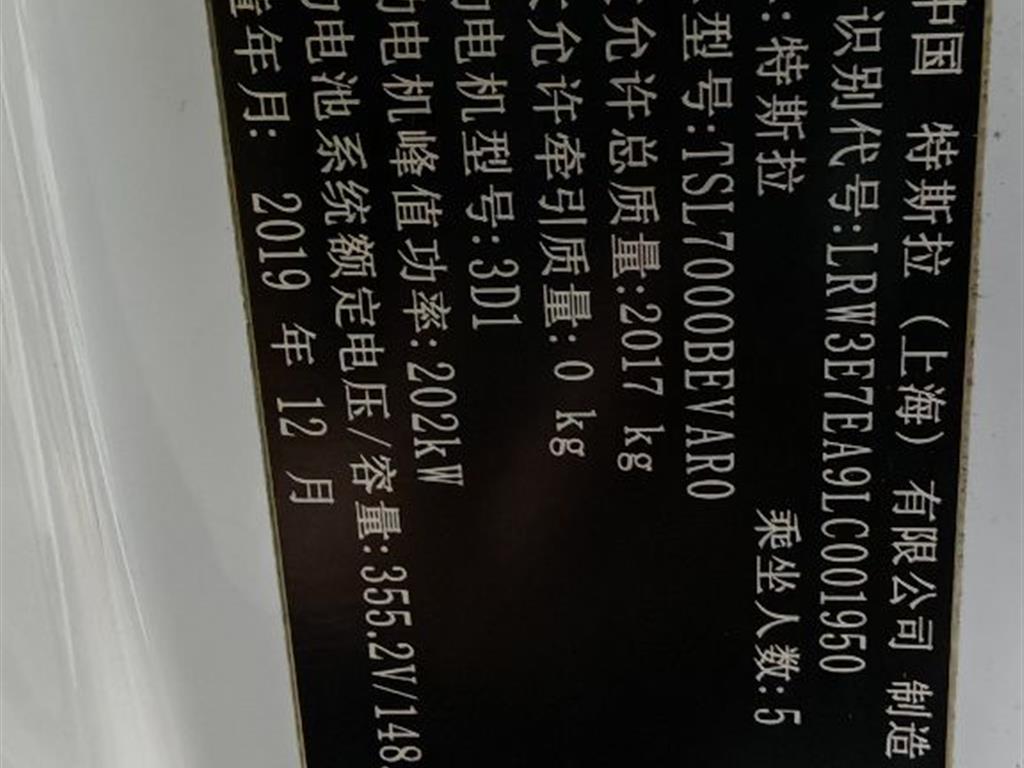 中国 特斯拉(上海)有限公司 制造
识别代号:LRW3E7EA9LC001950
:特斯拉 乘坐人数:5
型号:TSL7000BEVAR0
允许总质量:2017 kg
允许牵引质量:0 kg
电机型号:3D1
电机峰值功率:202kW
电池系统额定电压/容量:355.2V/148
年月: 2019 年 12 月